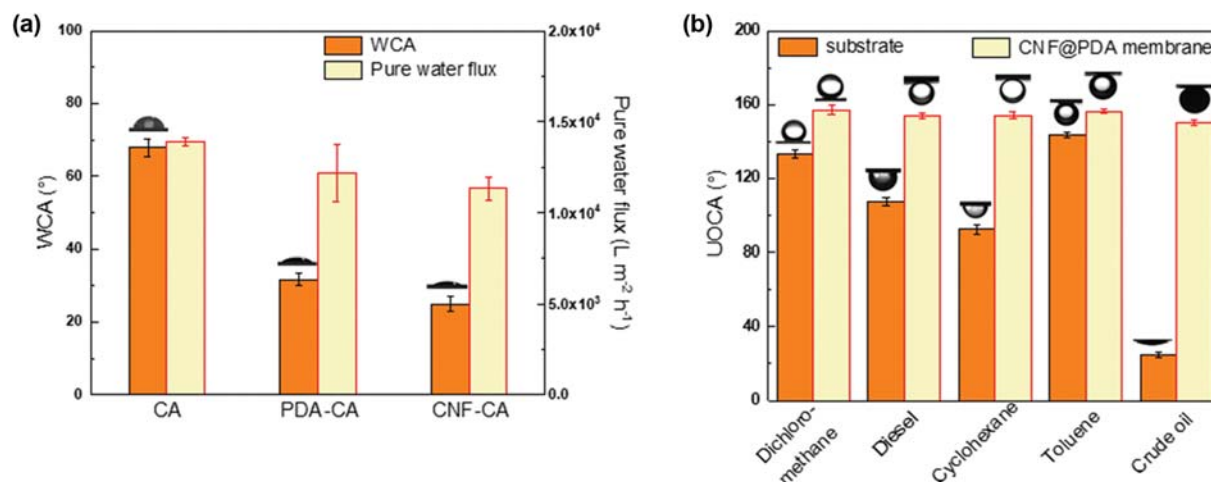 (a)
100
80
60
40
20
0
WCA (°)
WCA
Pure water flux
2.0x10⁴
1.5x10⁴
1.0x10⁴
5.0x10³
0.0
Pure water flux (L m⁻² h⁻¹)
CA
PDA-CA
CNF-CA
(b)
200
160
120
80
40
0
UOCA (°)
substrate
CNF@PDA membrane
Dichloro-
methane
Diesel
Cyclohexane
Toluene
Crude oil